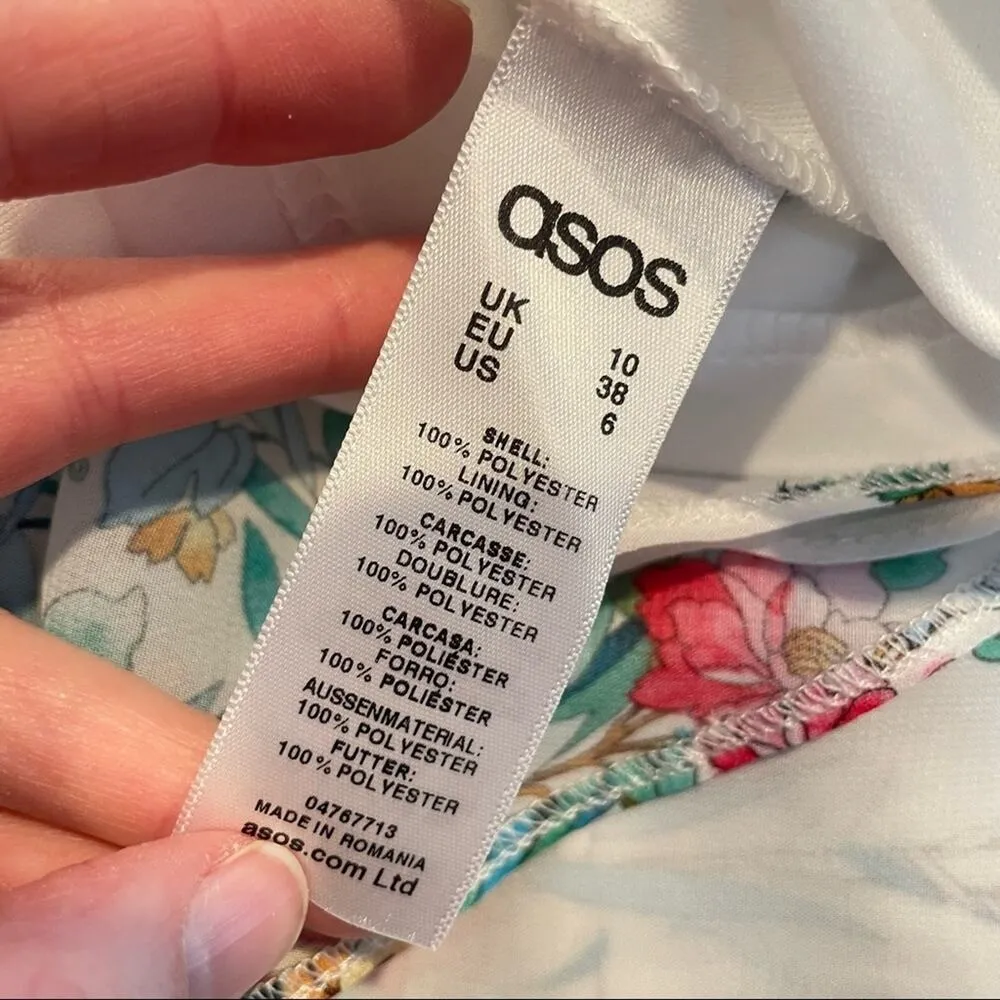 asos
UK 10
EU 38
US 6
SHELL:
100% POLYESTER
LINING:
100% POLYESTER
CARCASSE:
100% POLYESTER
DOUBLURE:
100% POLYESTER
CARCASA:
100% POLIÉSTER
FORRO:
100% POLIÉSTER
AUSSENMATERIAL:
100% POLYESTER
FUTTER:
100% POLYESTER
04767713
MADE IN ROMANIA
asos.com Ltd